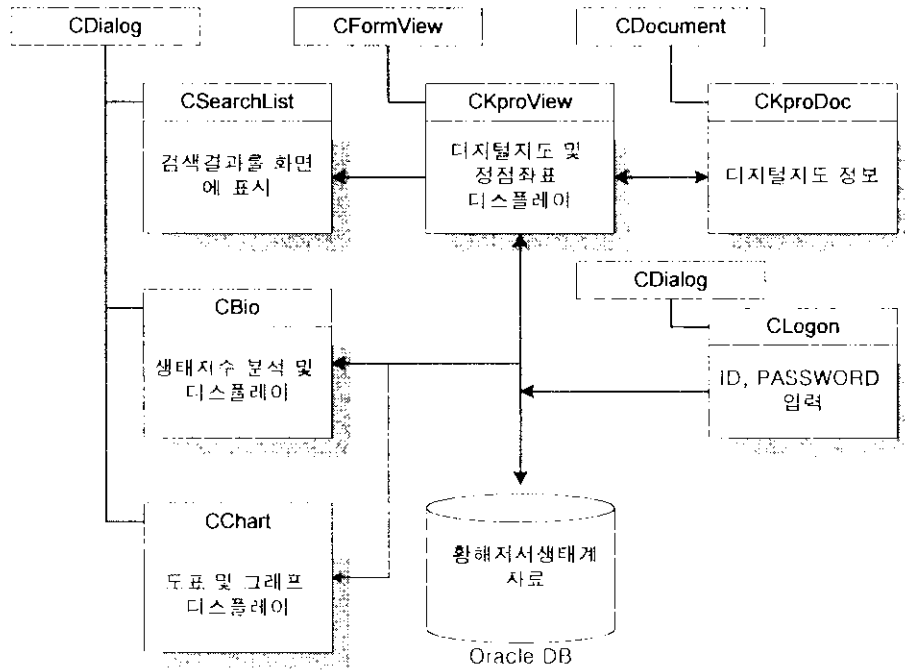 CDialog
CFormView
CDocument
CSearchList
검색결과를 화면
에 표시
CKproView
디지털지도 및
정점좌표
디스플레이
CKproDoc
디지털지도 정보
CDialog
CBio
생태지수 분석 및
디스플레이
CLogon
ID, PASSWORD
입력
CChart
도표 및 그래프
디스플레이
황해저서생태계
자료
Oracle DB